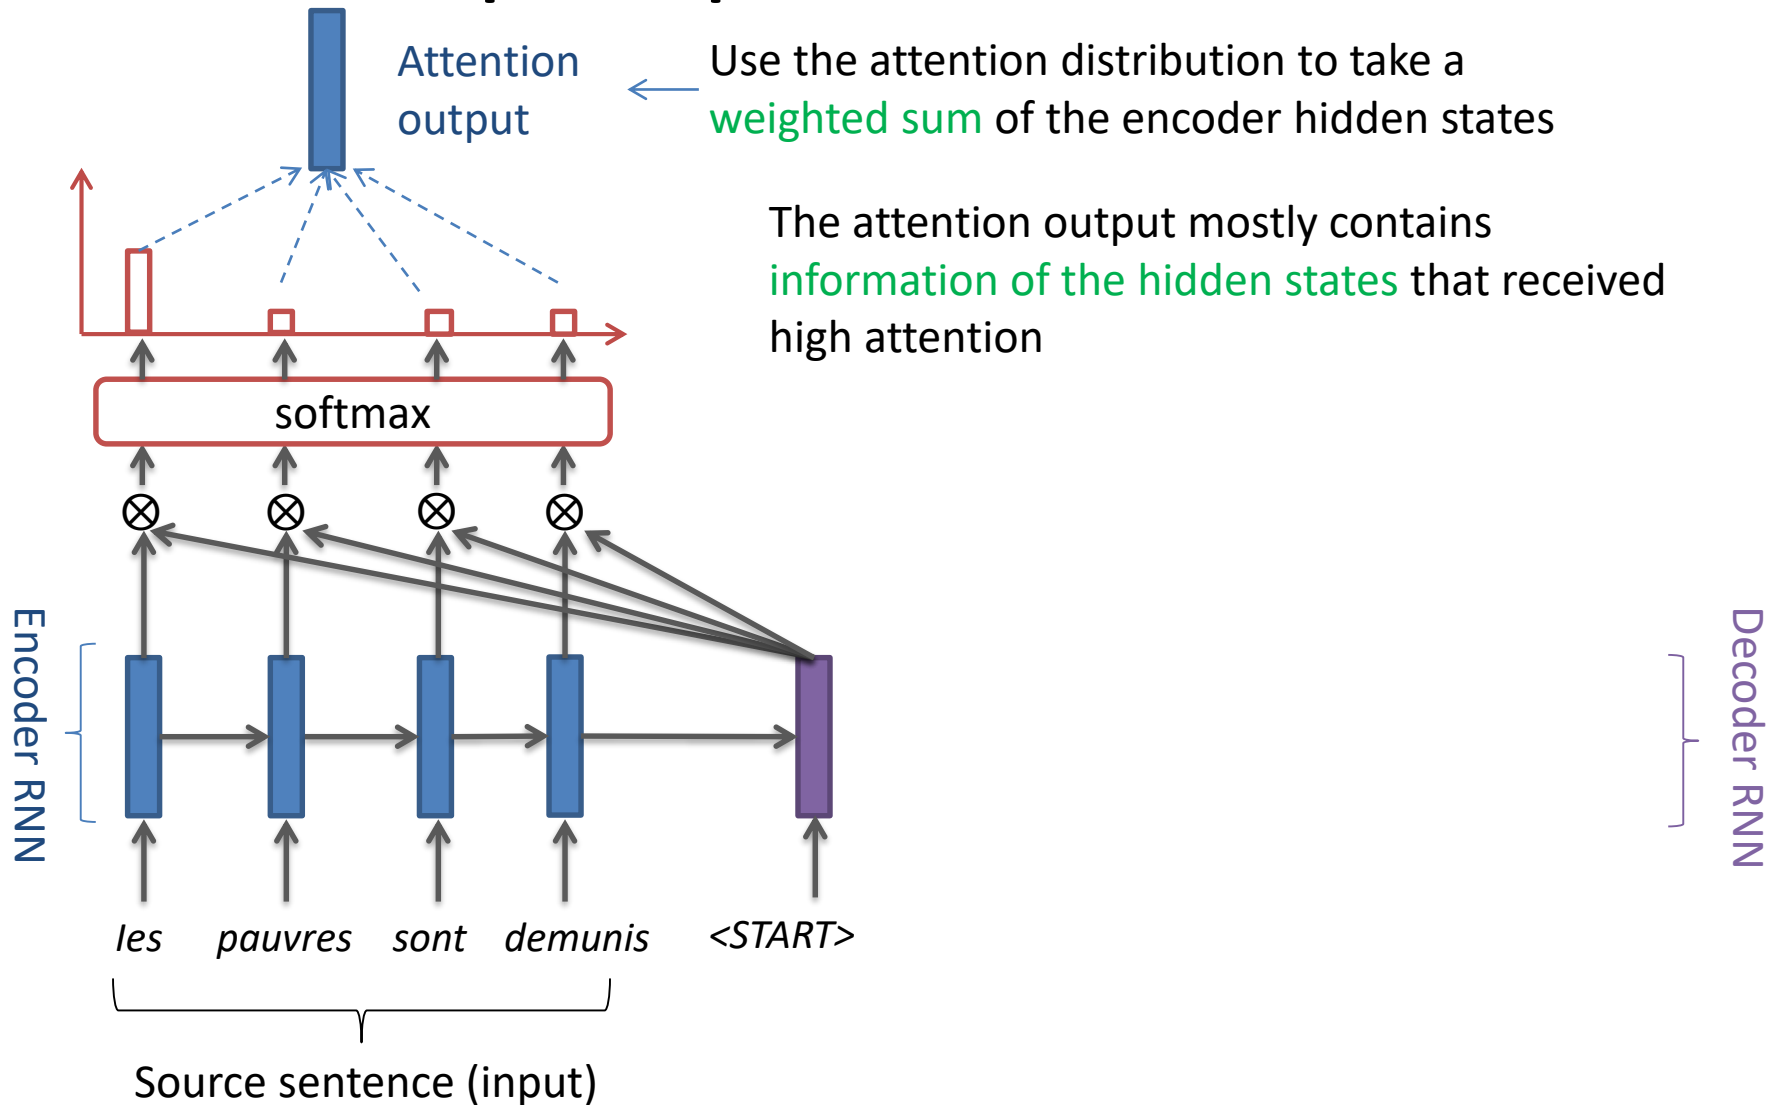 Attention
output
Use the attention distribution to take a
weighted sum of the encoder hidden states
The attention output mostly contains
information of the hidden states that received
high attention
softmax
Encoder RNN
Decoder RNN
les pauvres sont demunis <START>
Source sentence (input)